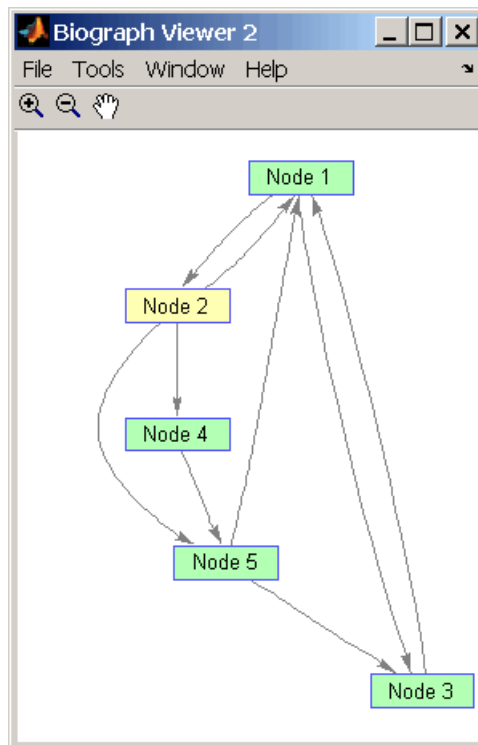 Biograph Viewer 2
File Tools Window Help
Node 1
Node 2
Node 4
Node 5
Node 3